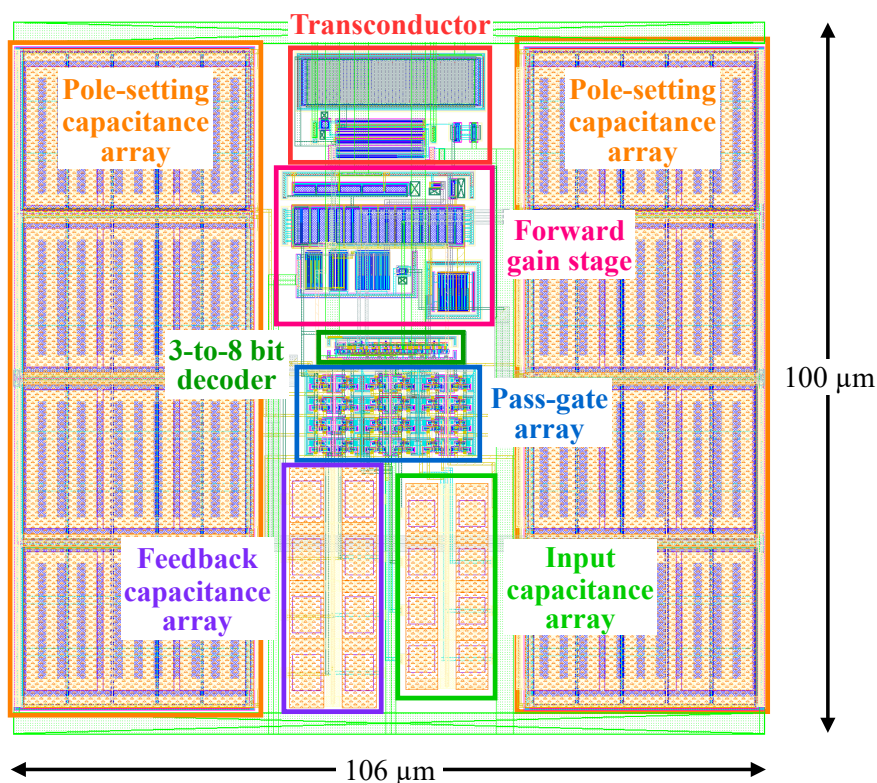 Transconductor
Pole-setting
capacitance
array
Pole-setting
capacitance
array
Forward
gain stage
3-to-8 bit
decoder
Pass-gate
array
100 µm
Feedback
capacitance
array
Input
capacitance
array
106 µm